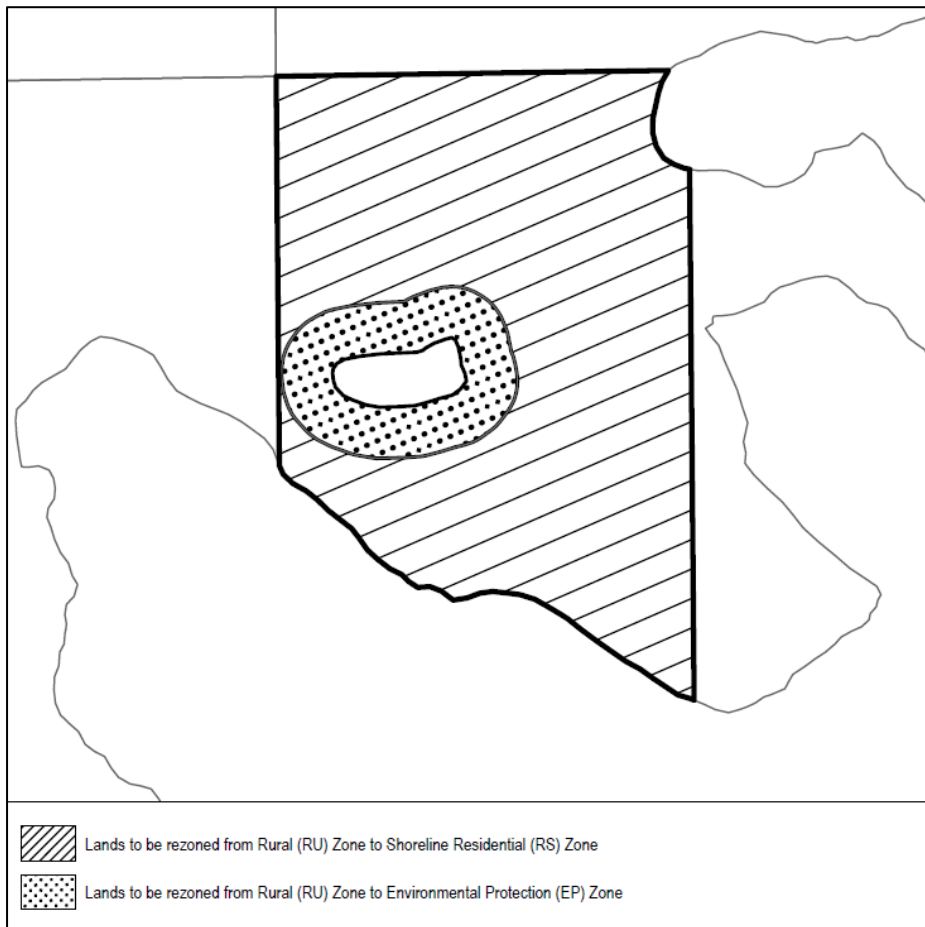 Lands to be rezoned from Rural (RU) Zone to Shoreline Residential (RS) Zone
Lands to be rezoned from Rural (RU) Zone to Environmental Protection (EP) Zone